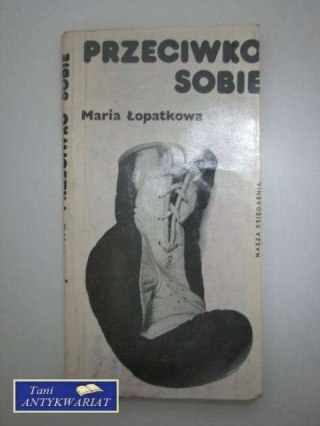 PRZECIWKO
SOBIE
Maria Łopatkowa
NASZA KSIĘGARNIA
PRZECIWKO SOBIE
Tani
ANTYKWARIAT